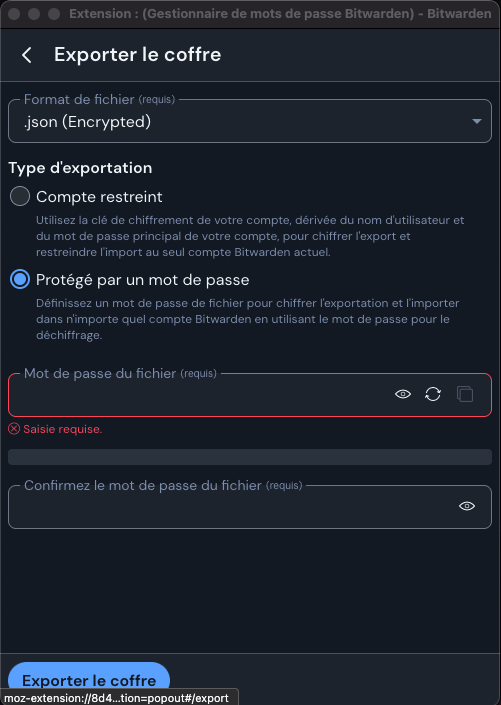 Extension : (Gestionnaire de mots de passe Bitwarden) - Bitwarden
Exporter le coffre
Format de fichier (requis)
.json (Encrypted)
Type d'exportation
Compte restreint
Utilisez la clé de chiffrement de votre compte, dérivée du nom d'utilisateur et
du mot de passe principal de votre compte, pour chiffrer l'export et
restreindre l'import au seul compte Bitwarden actuel.
Protégé par un mot de passe
Définissez un mot de passe de fichier pour chiffrer l'exportation et l'importer
dans n'importe quel compte Bitwarden en utilisant le mot de passe pour le
déchiffrage.
Mot de passe du fichier (requis)
Saisie requise.
Confirmez le mot de passe du fichier (requis)
Exporter le coffre
moz-extension://8d4...tion=popout#/export